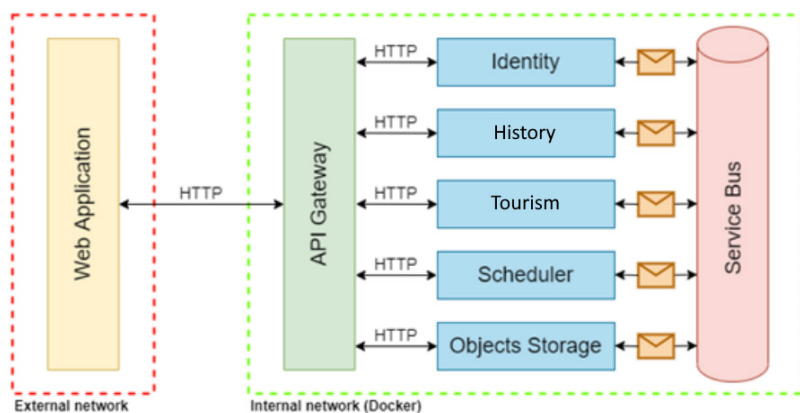 Web Application
HTTP
API Gateway
HTTP
Identity
HTTP
History
HTTP
Tourism
HTTP
Scheduler
HTTP
Objects Storage
Service Bus
External network
Internal network (Docker)